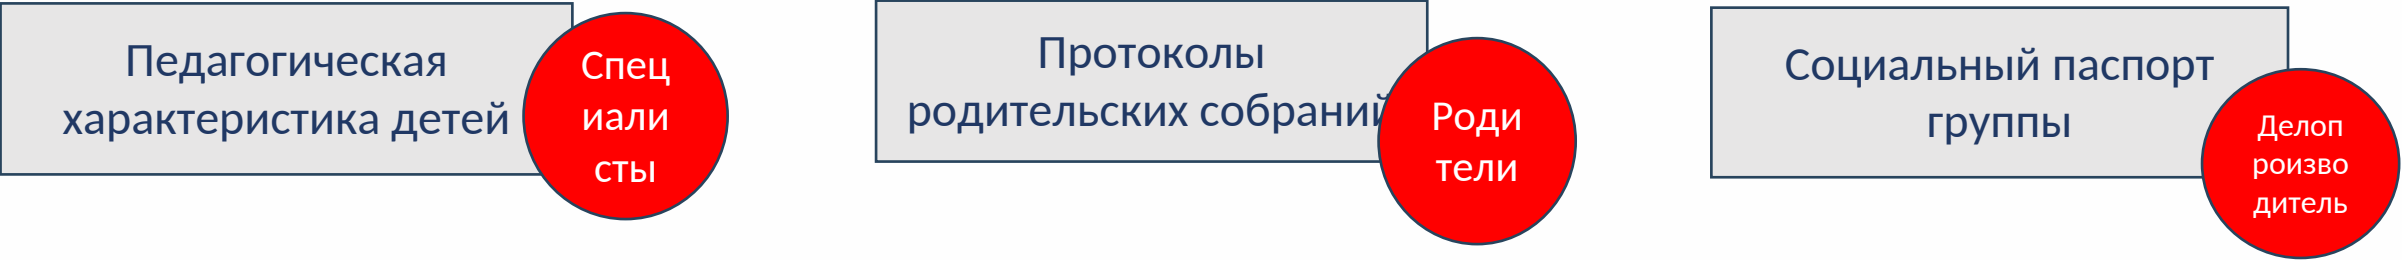 Педагогическая
характеристика детей
Спец
иали
сты
Протоколы
родительских собраний
Роди
тели
Социальный паспорт
группы
Делоп
роизво
дитель